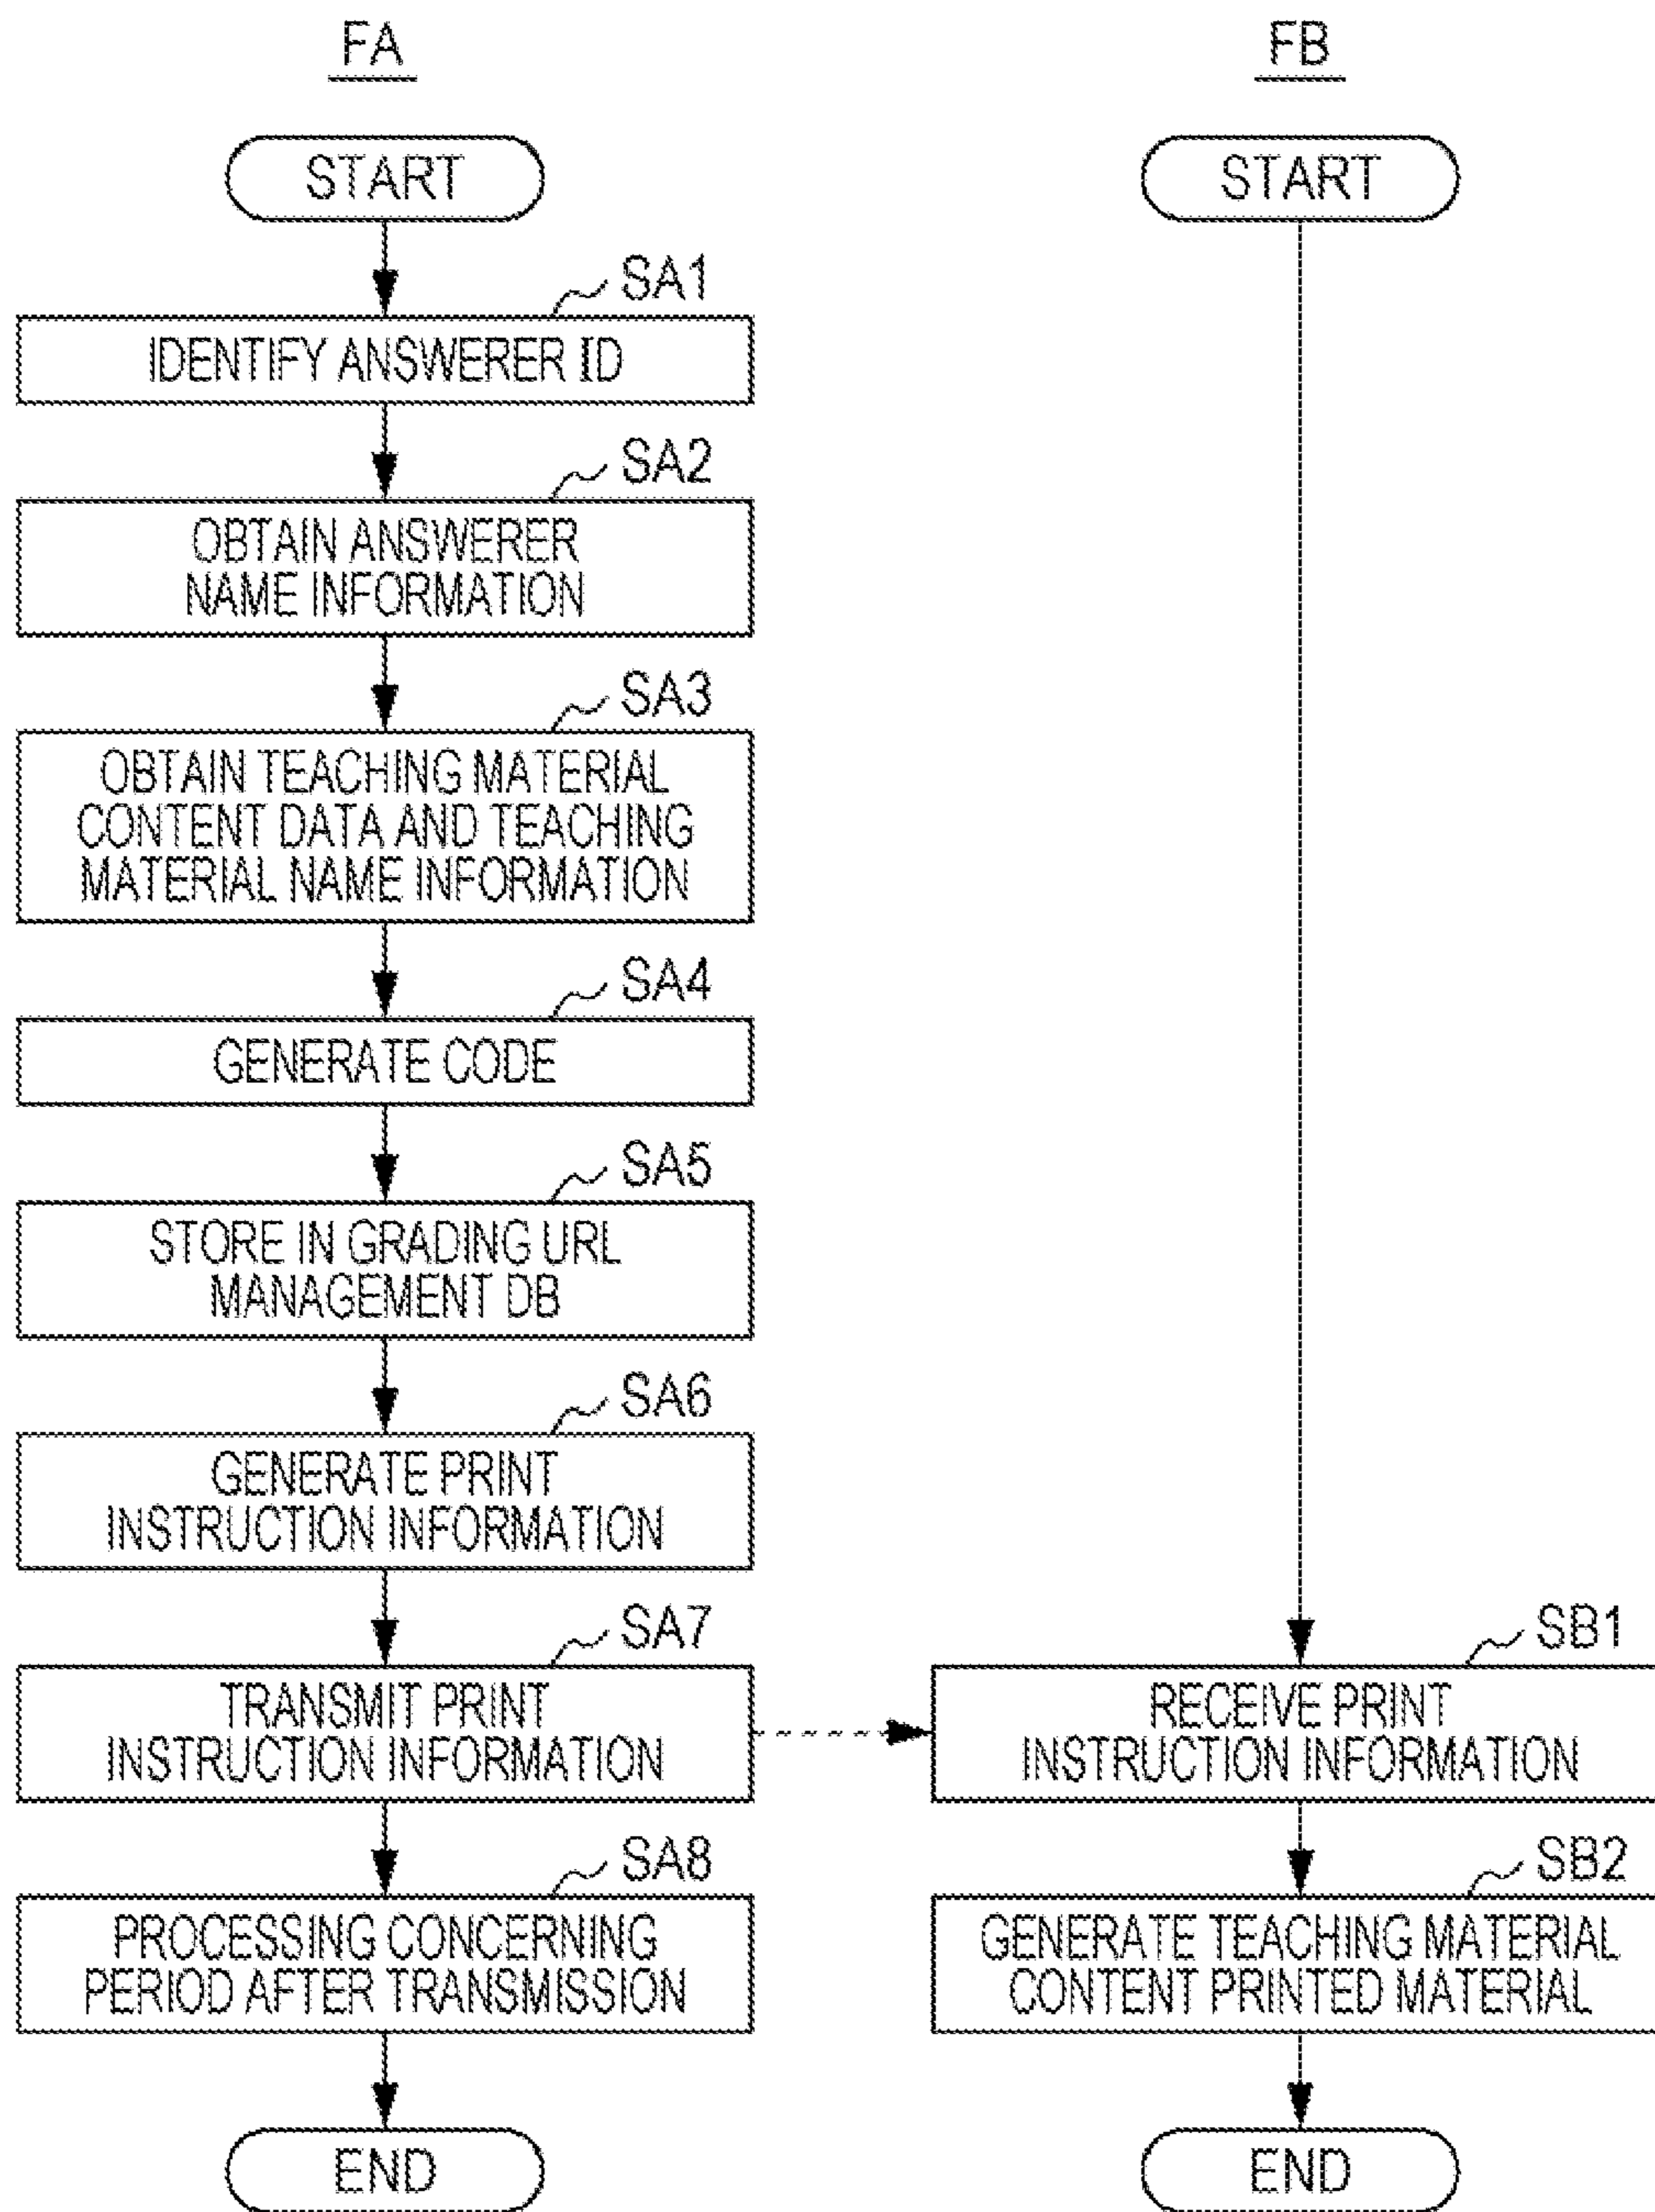 FA
START
SA1
IDENTIFY ANSWERER ID
SA2
OBTAIN ANSWERER
NAME INFORMATION
SA3
OBTAIN TEACHING MATERIAL
CONTENT DATA AND TEACHING
MATERIAL NAME INFORMATION
SA4
GENERATE CODE
SA5
STORE IN GRADING URL
MANAGEMENT DB
SA6
GENERATE PRINT
INSTRUCTION INFORMATION
SA7
TRANSMIT PRINT
INSTRUCTION INFORMATION
SA8
PROCESSING CONCERNING
PERIOD AFTER TRANSMISSION
END
FB
START
SB1
RECEIVE PRINT
INSTRUCTION INFORMATION
SB2
GENERATE TEACHING MATERIAL
CONTENT PRINTED MATERIAL
END